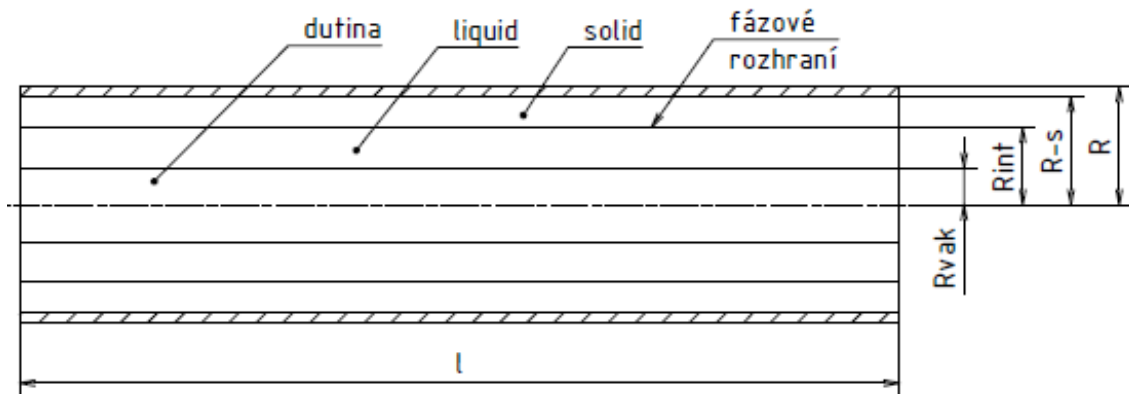 dutina
liquid
solid
fázové
rozhraní
Rvak
Rint
R-s
R
l